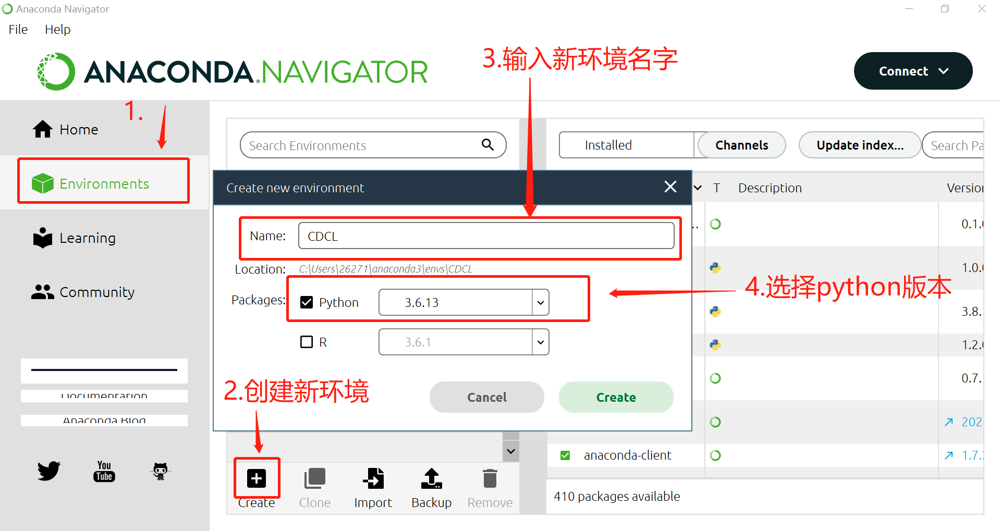 Anaconda Navigator
File Help
ANACONDA.NAVIGATOR
3.输入新环境名字
Connect
1.
Home
Environments
Learning
Community
Documentation
Anaconda Blog
You
Tube
Search Environments
Installed
Channels
Update index...
Search Pa
Create new environment
T Description Version
Name: CDCL
Location: C:\Users\26271\anaconda3\envs\CDCL
Packages: Python 3.6.13
R 3.6.1
4.选择python版本
2.创建新环境
Cancel Create
.. 0.1.0
1.0.0
3.8.
1.2.0
0.7.
202
anaconda-client 1.7.2
Create Clone Import Backup Remove
410 packages available